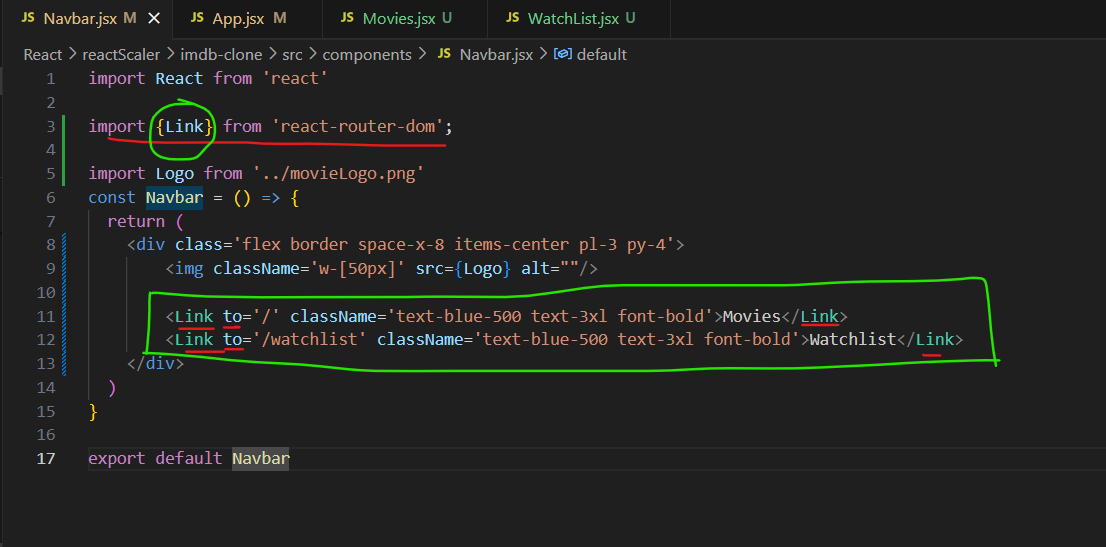 JS Navbar.jsx M × JS App.jsx M JS Movies.jsx U JS WatchList.jsx U
React > reactScaler > imdb-clone > src > components > JS Navbar.jsx > default
1 import React from 'react'
2
3 import {Link} from 'react-router-dom';
4
5 import Logo from '../movieLogo.png'
6 const Navbar = () => {
7 return (
8 <div class='flex border space-x-8 items-center pl-3 py-4'>
9 <img className='w-[50px]' src={Logo} alt=""/>
10
11 <Link to='/' className='text-blue-500 text-3xl font-bold'>Movies</Link>
12 <Link to='/watchlist' className='text-blue-500 text-3xl font-bold'>Watchlist</Link>
13 </div>
14 )
15 }
16
17 export default Navbar